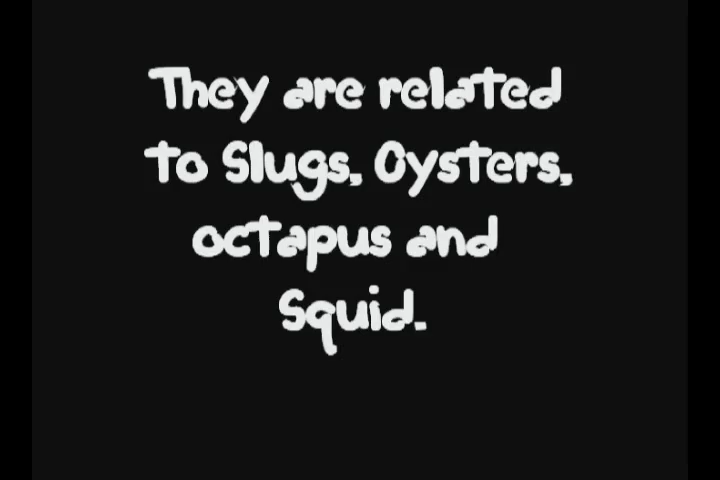 They are related
to Slugs, Oysters,
octapus and
Squid.